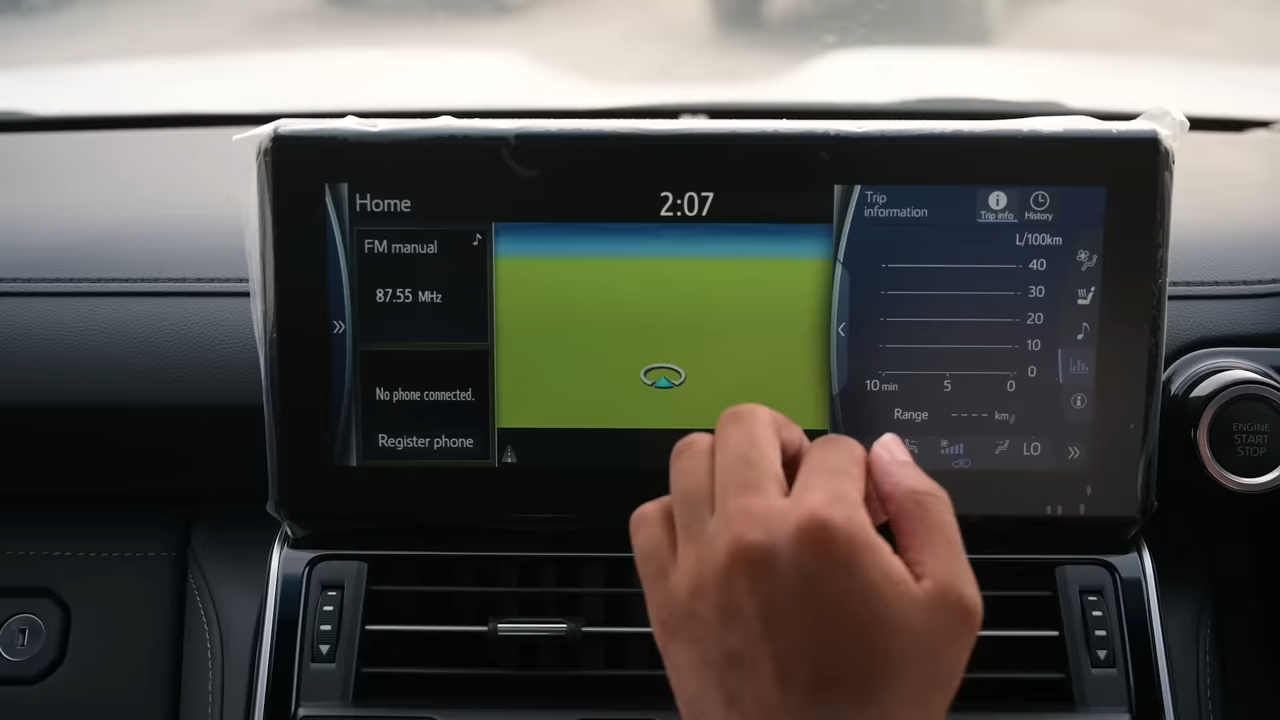 Home
2:07
FM manual
87.55 MHz
No phone connected.
Register phone
Trip
information
Trip info
History
L/100km
40
30
20
10
0
10 min
5
0
Range
---- km
LO
ENGINE
START
STOP